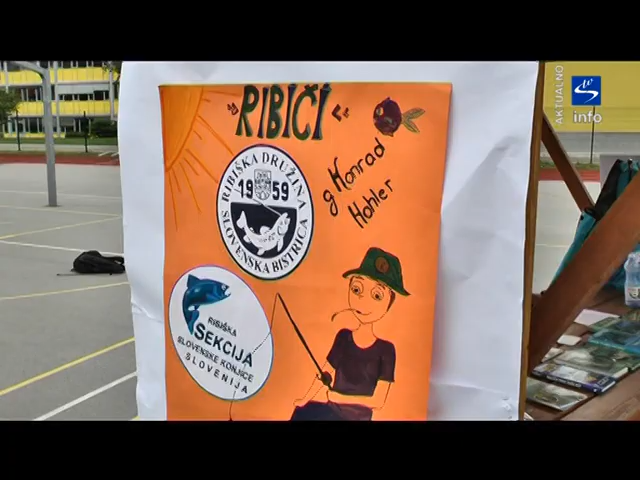 AKTUALNO
info
"RIBIČI"
g Konrad
Hohler
RIBIŠKA DRUŽINA
1959
SLOVENSKA BISTRICA
RIBIŠKA
SEKCIJA
SLOVENSKE KONJICE
SLOVENIJA